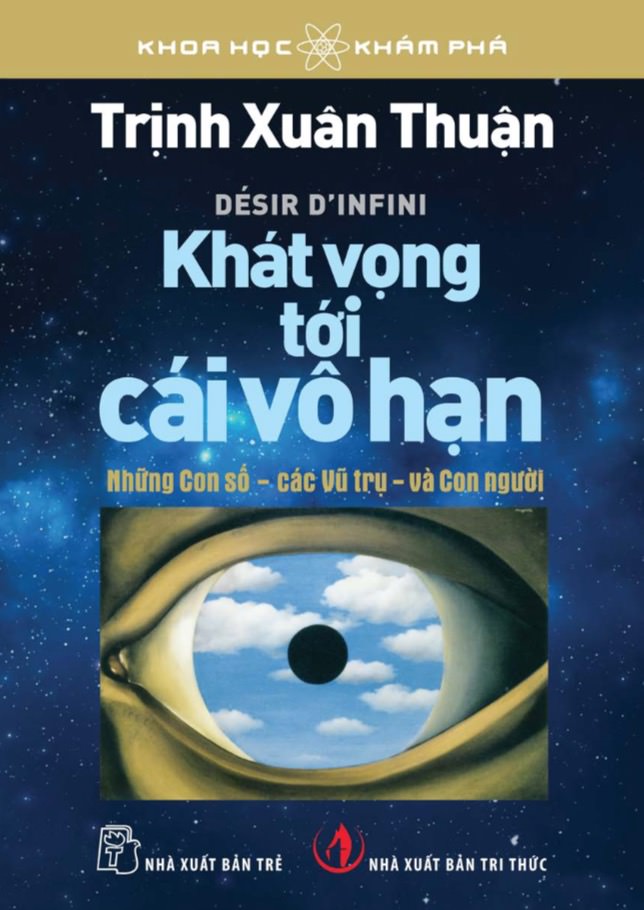 KHOA HỌC KHÁM PHÁ
Trịnh Xuân Thuận
DÉSIR D'INFINI
Khát vọng
tới
cái vô hạn
Những Con số – các Vũ trụ – và Con người
NHÀ XUẤT BẢN TRẺ
NHÀ XUẤT BẢN TRI THỨC